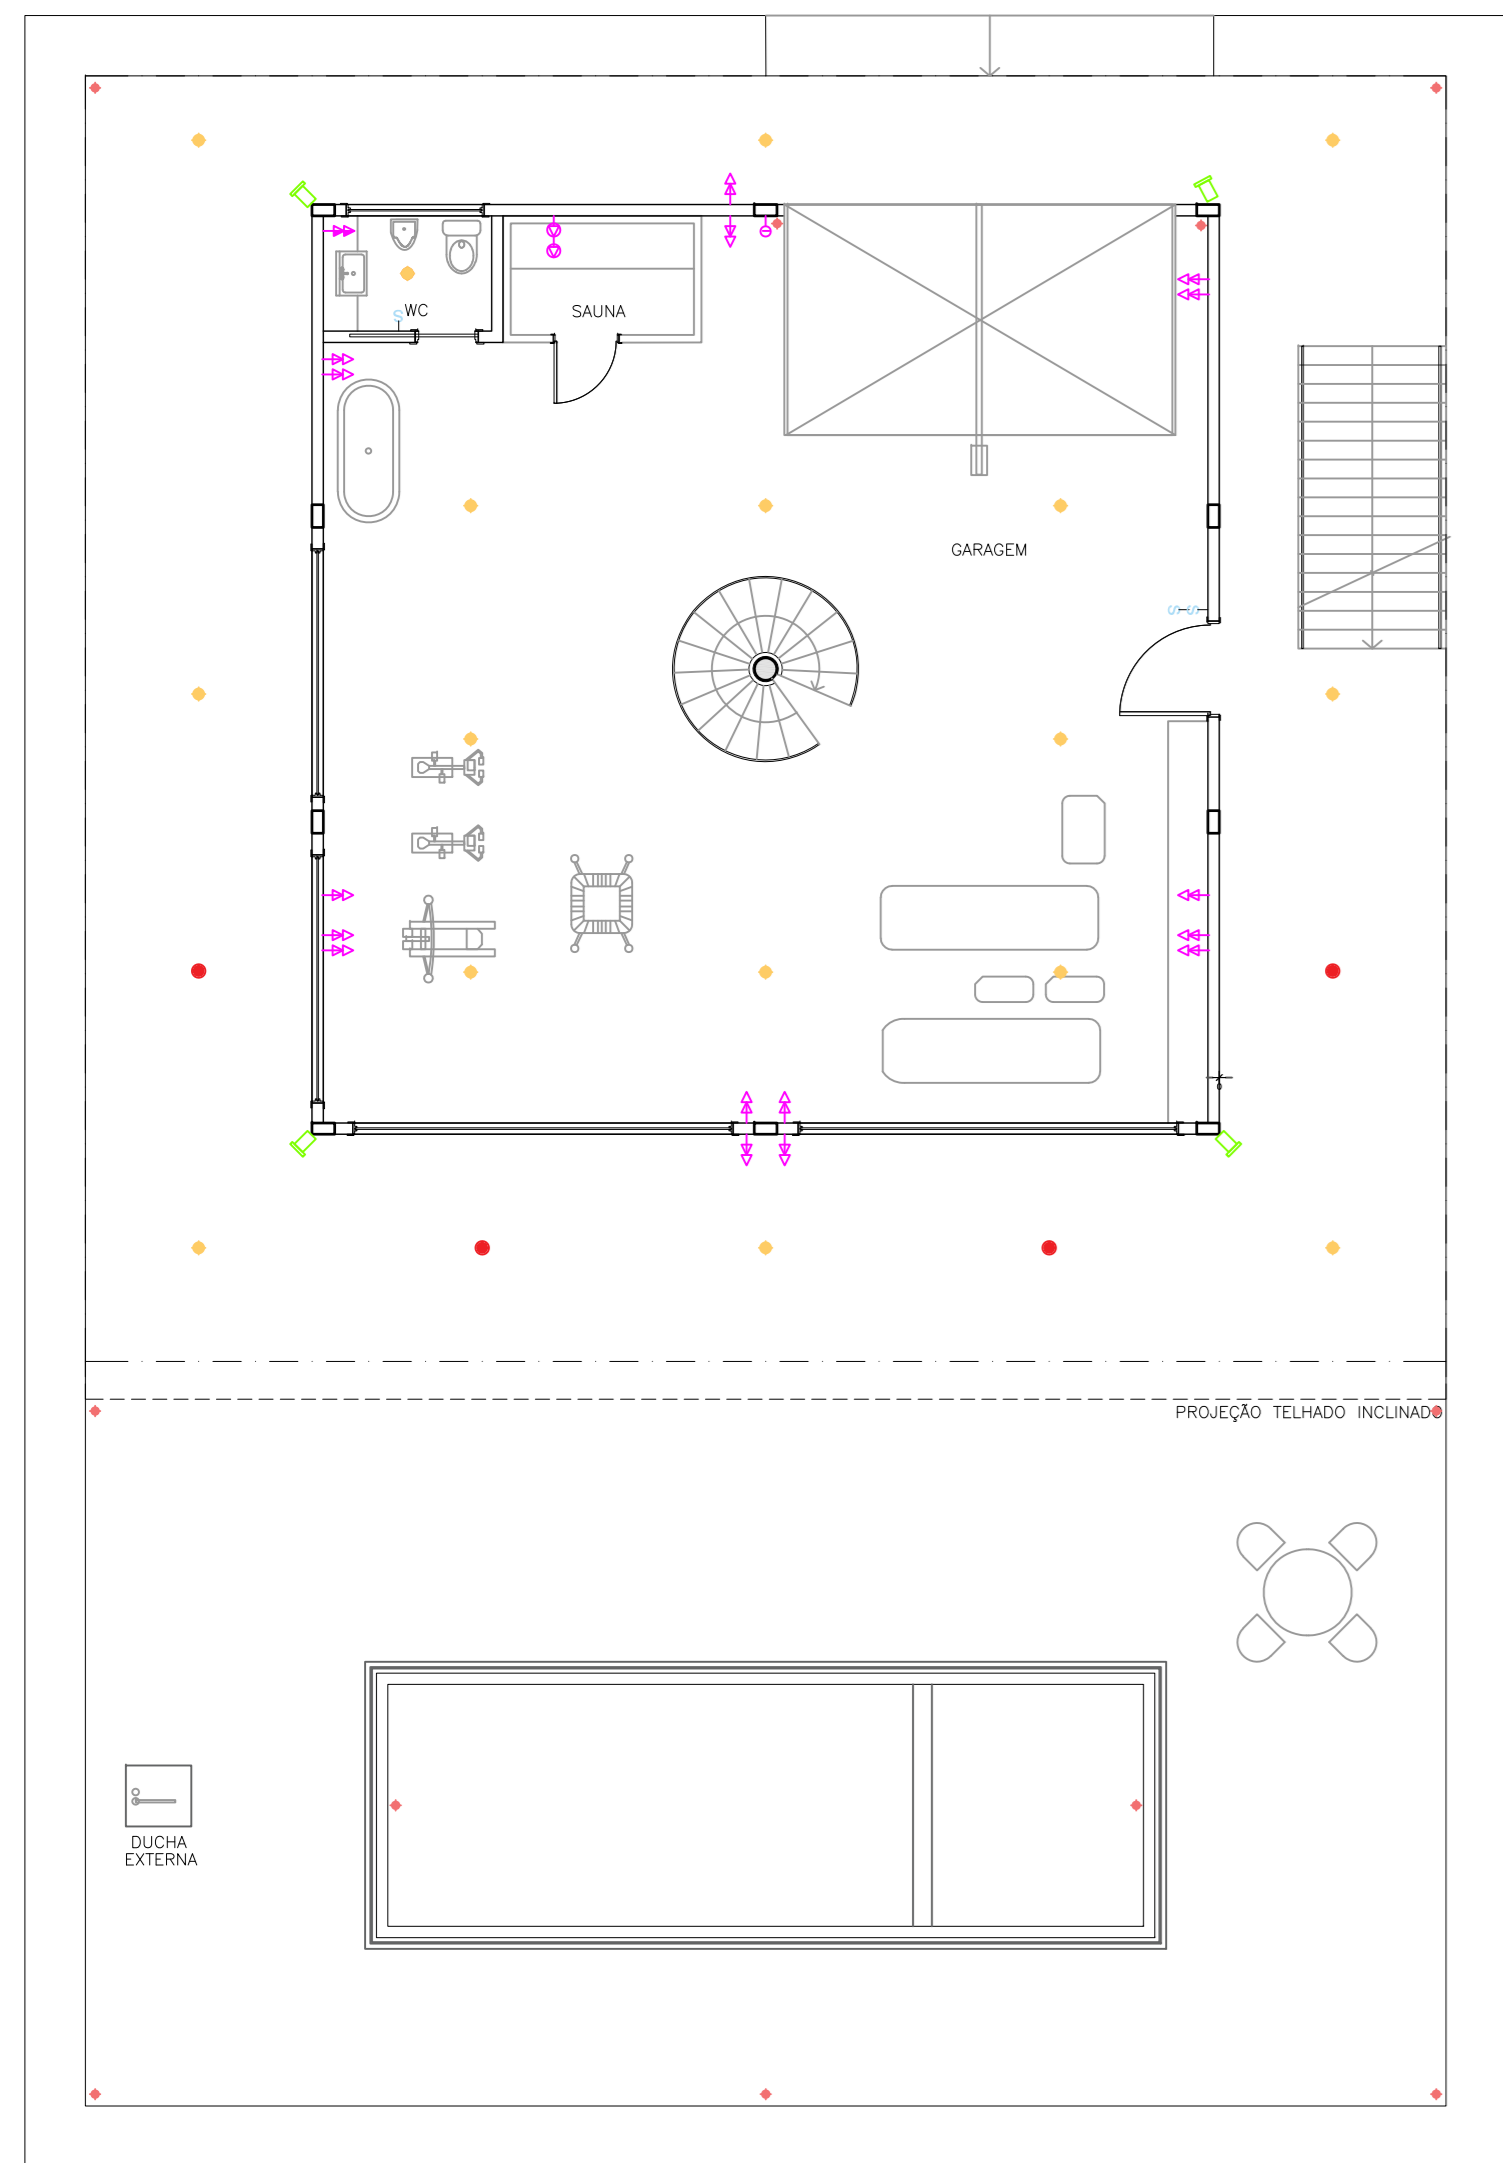 WC
SAUNA
S
GARAGEM
S S
PROJEÇÃO TELHADO INCLINADO
DUCHA
EXTERNA